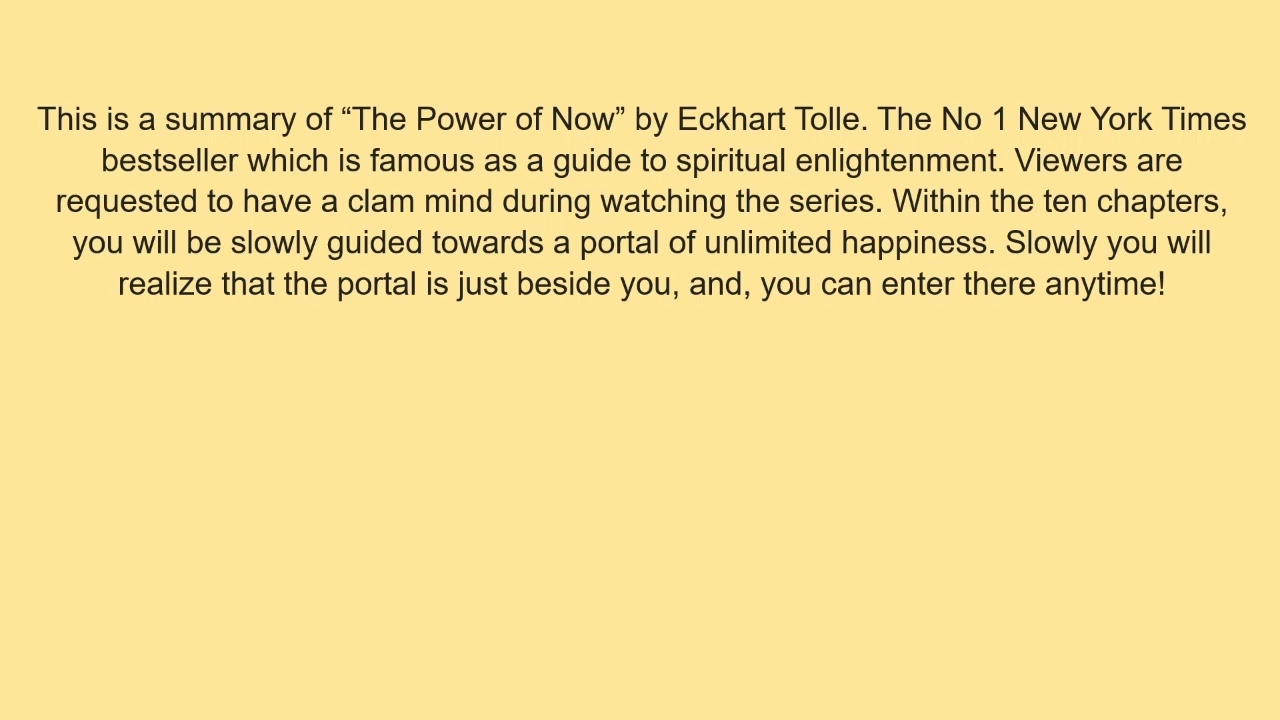 This is a summary of “The Power of Now” by Eckhart Tolle. The No 1 New York Times
bestseller which is famous as a guide to spiritual enlightenment. Viewers are
requested to have a clam mind during watching the series. Within the ten chapters,
you will be slowly guided towards a portal of unlimited happiness. Slowly you will
realize that the portal is just beside you, and, you can enter there anytime!